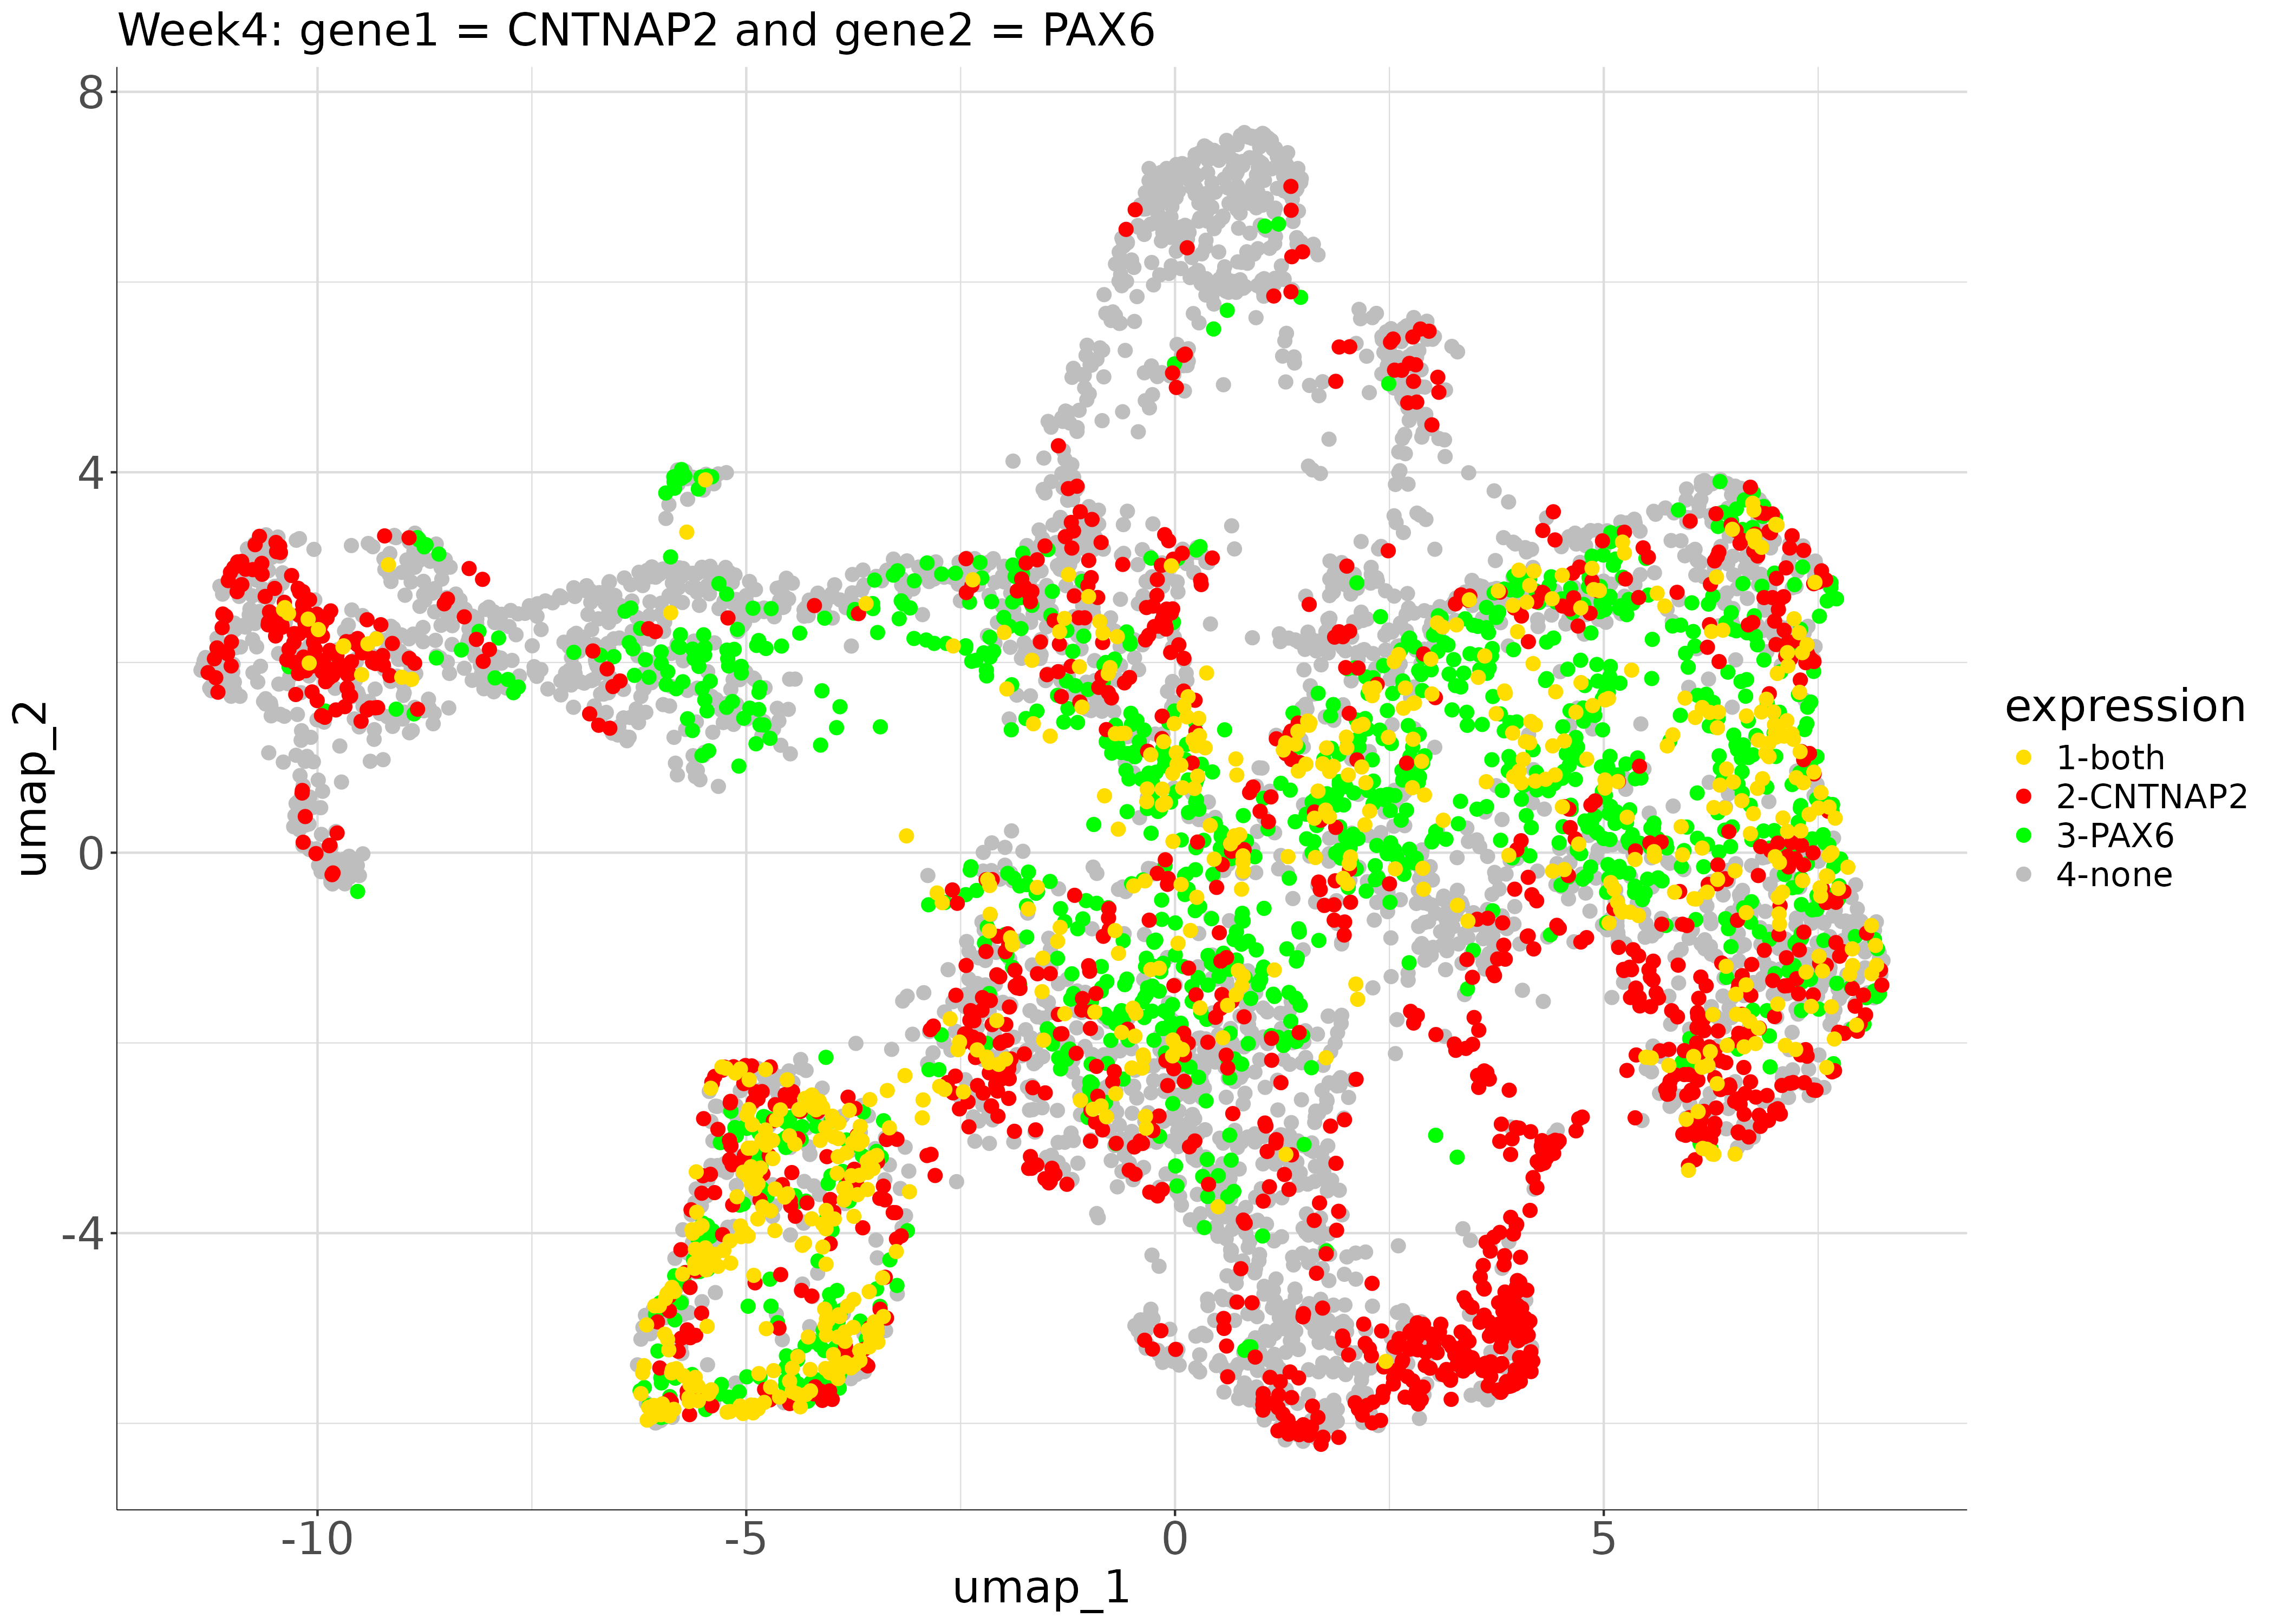 Week4: gene1 = CNTNAP2 and gene2 = PAX6
8
4
0
-4
umap_2
-10
-5
0
5
umap_1
expression
1-both
2-CNTNAP2
3-PAX6
4-none